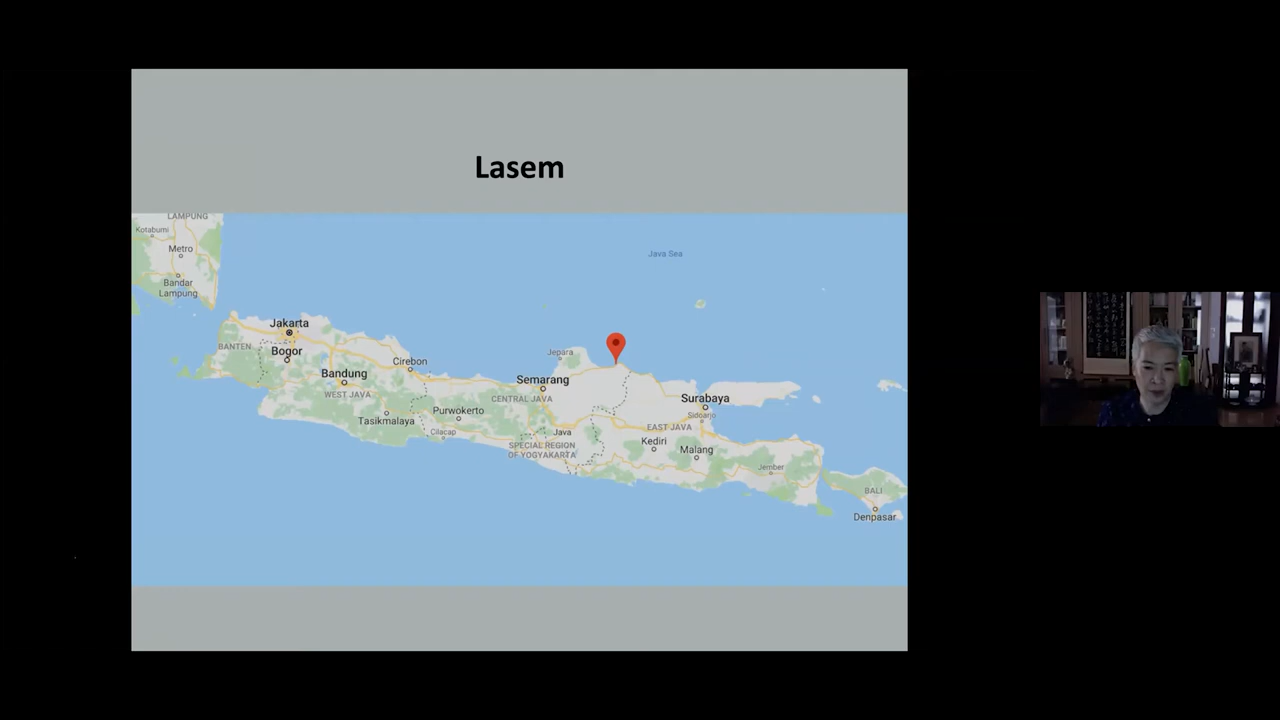 Lasem
LAMPUNG
Kotabumi
Metro
Bandar
Lampung
Java Sea
Jakarta
BANTEN
Bogor
Bandung
WEST JAVA
Cirebon
Tasikmalaya
Purwokerto
Cilacap
Jepara
Semarang
CENTRAL JAVA
Java
SPECIAL REGION
OF YOGYAKARTA
Surabaya
Sidoarjo
EAST JAVA
Kediri
Malang
Jember
BALI
Denpasar